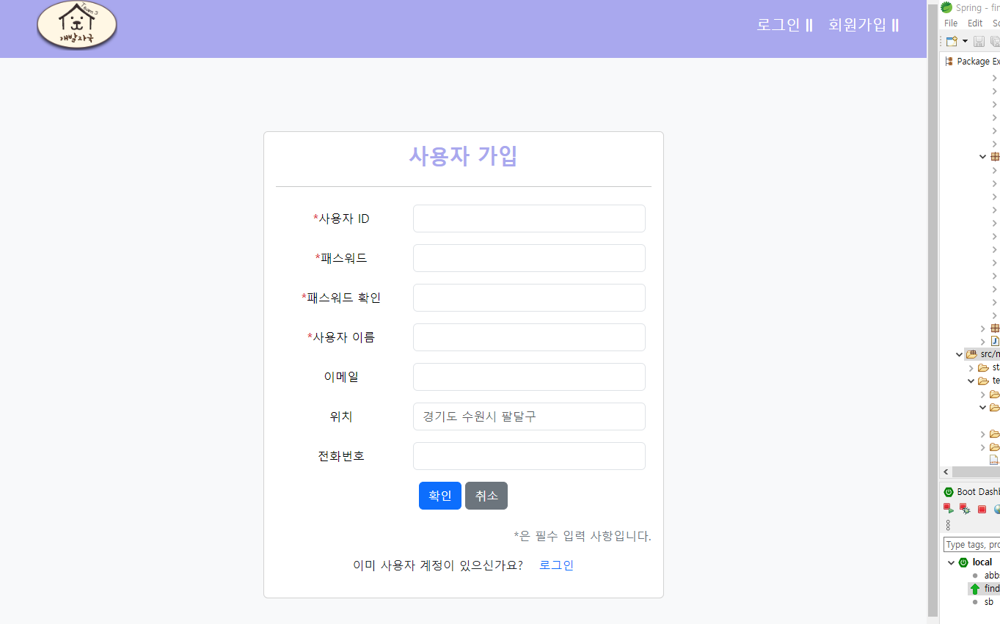 Team 3
개발자국
로그인 || 회원가입 ||
사용자 가입
*사용자 ID
*패스워드
*패스워드 확인
*사용자 이름
이메일
위치 경기도 수원시 팔달구
전화번호
확인 취소
*은 필수 입력 사항입니다.
이미 사용자 계정이 있으신가요? 로그인
Spring - fin
File Edit So
Package Ex
src/m
st
te
Boot Dashb
Type tags, pro
local
abb
find
sb